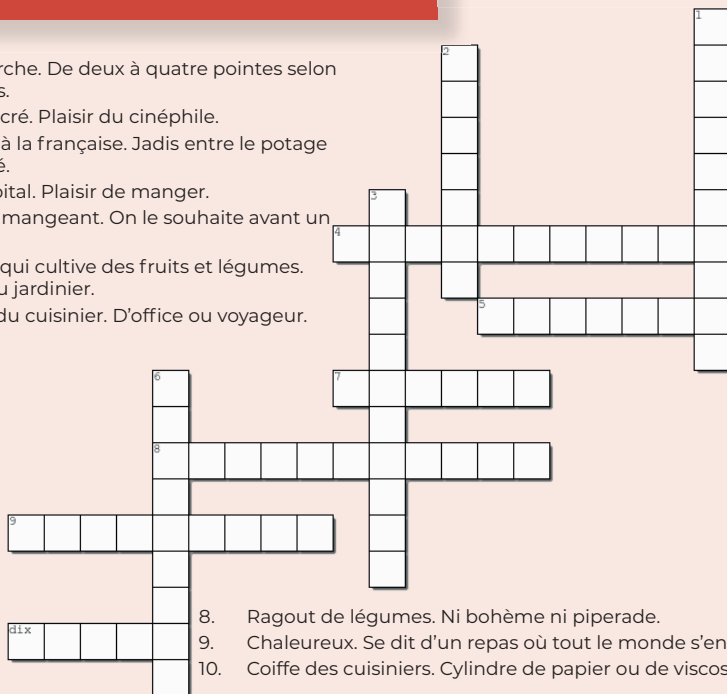 1
2
rche. De deux à quatre pointes selon
s.
cré. Plaisir du cinéphile.
à la française. Jadis entre le potage
é.
pital. Plaisir de manger.
mangeant. On le souhaite avant un
qui cultive des fruits et légumes.
u jardinier.
du cuisinier. D’office ou voyageur.
3
4
5
6
7
8
9
dix
8. Ragout de légumes. Ni bohème ni piperade.
9. Chaleureux. Se dit d’un repas où tout le monde s’en
10. Coiffe des cuisiniers. Cylindre de papier ou de viscos